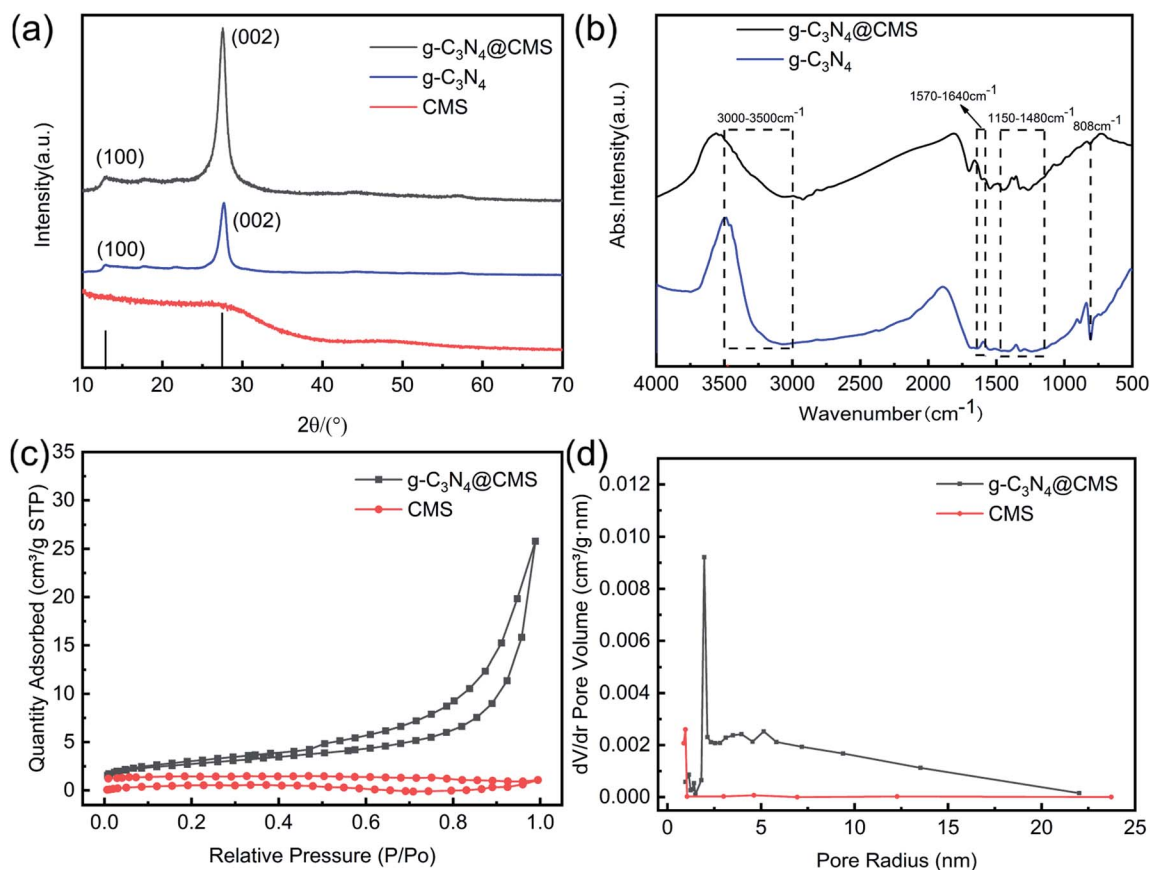 (a)
(002)
g-C₃N₄@CMS
g-C₃N₄
CMS
(100)
(002)
(100)
Intensity(a.u.)
10 20 30 40 50 60 70
2θ/(°)
(b)
g-C₃N₄@CMS
g-C₃N₄
1570-1640cm⁻¹
3000-3500cm⁻¹
1150-1480cm⁻¹
808cm⁻¹
Abs.Intensity(a.u.)
4000 3500 3000 2500 2000 1500 1000 500
Wavenumber(cm⁻¹)
(c)
g-C₃N₄@CMS
CMS
35
30
25
20
15
10
5
0
Quantity Adsorbed (cm³/g STP)
0.0 0.2 0.4 0.6 0.8 1.0
Relative Pressure (P/Po)
(d)
g-C₃N₄@CMS
CMS
0.012
0.010
0.008
0.006
0.004
0.002
0.000
dV/dr Pore Volume (cm³/g·nm)
0 5 10 15 20 25
Pore Radius (nm)